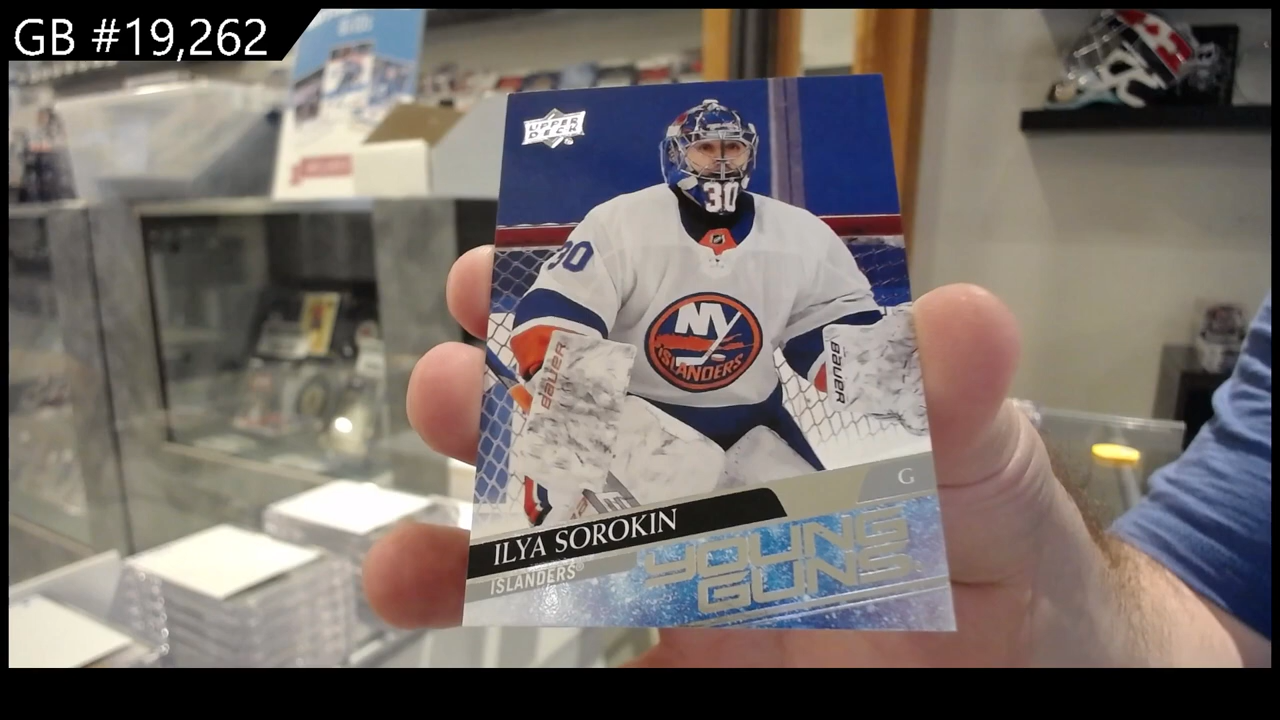 GB #19,262
UPPER
DECK
30
30
NY
ISLANDERS
Bauer
Bauer
G
ILYA SOROKIN
ISLANDERS®
YOUNG
GUNS